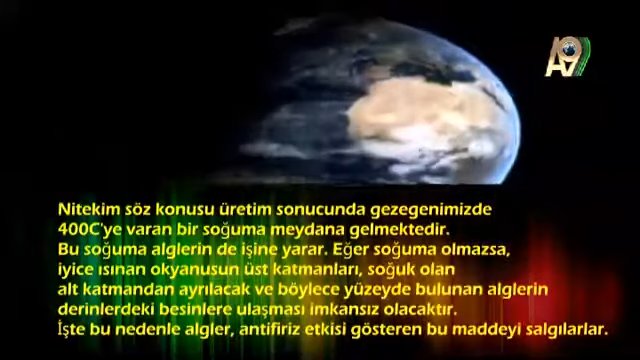 A9
Nitekim söz konusu üretim sonucunda gezegenimizde
400C'ye varan bir soğuma meydana gelmektedir.
Bu soğuma alglerin de işine yarar. Eğer soğuma olmazsa,
iyice ısınan okyanusun üst katmanları, soğuk olan
alt katmandan ayrılacak ve böylece yüzeyde bulunan alglerin
derinlerdeki besinlere ulaşması imkansız olacaktır.
İşte bu nedenle algler, antifiriz etkisi gösteren bu maddeyi salgılarlar.